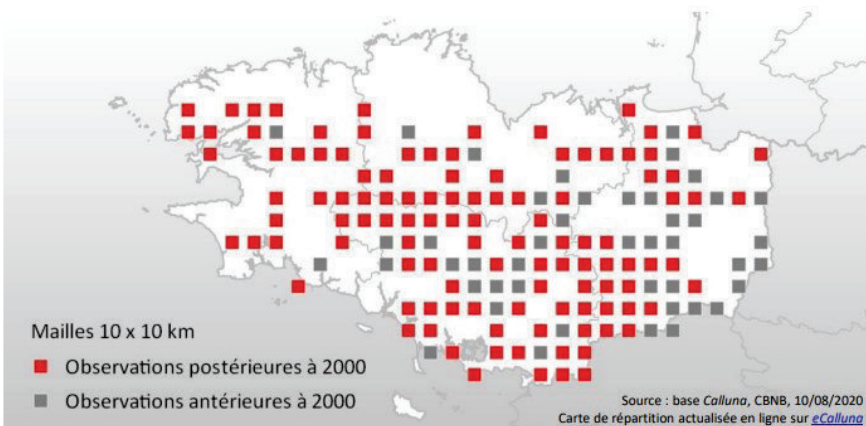 Mailles 10 x 10 km
Observations postérieures à 2000
Observations antérieures à 2000
Source : base Calluna, CBNB, 10/08/2020
Carte de répartition actualisée en ligne sur eCalluna